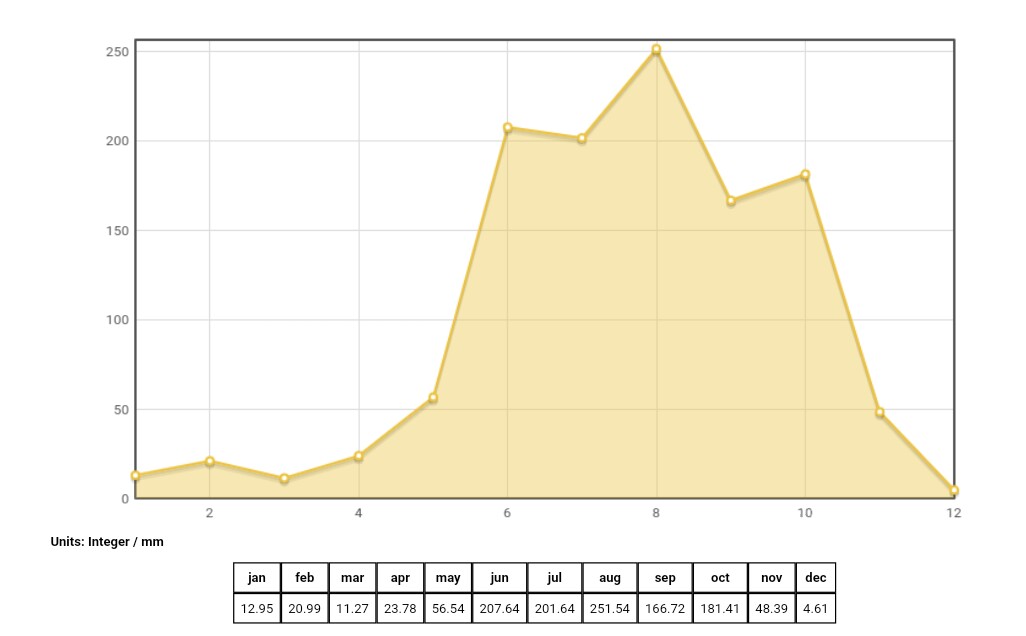 250
200
150
100
50
0
2 4 6 8 10 12
Units: Integer / mm
jan feb mar apr may jun jul aug sep oct nov dec
12.95 20.99 11.27 23.78 56.54 207.64 201.64 251.54 166.72 181.41 48.39 4.61